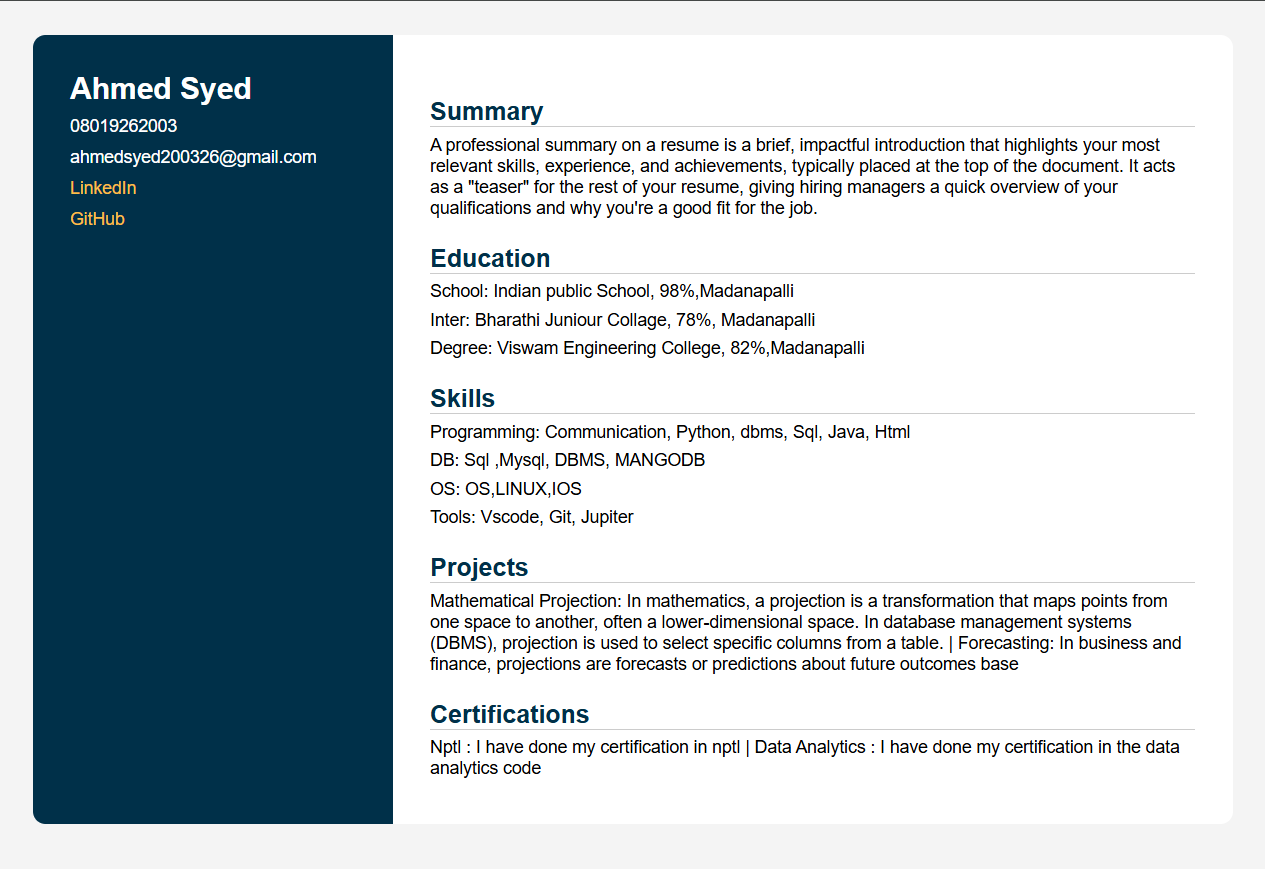 Ahmed Syed
08019262003
ahmedsyed200326@gmail.com
LinkedIn
GitHub
Summary
A professional summary on a resume is a brief, impactful introduction that highlights your most
relevant skills, experience, and achievements, typically placed at the top of the document. It acts
as a "teaser" for the rest of your resume, giving hiring managers a quick overview of your
qualifications and why you're a good fit for the job.
Education
School: Indian public School, 98%,Madanapalli
Inter: Bharathi Juniour Collage, 78%, Madanapalli
Degree: Viswam Engineering College, 82%,Madanapalli
Skills
Programming: Communication, Python, dbms, Sql, Java, Html
DB: Sql ,Mysql, DBMS, MANGODB
OS: OS,LINUX,IOS
Tools: Vscode, Git, Jupiter
Projects
Mathematical Projection: In mathematics, a projection is a transformation that maps points from
one space to another, often a lower-dimensional space. In database management systems
(DBMS), projection is used to select specific columns from a table. | Forecasting: In business and
finance, projections are forecasts or predictions about future outcomes base
Certifications
Nptl : I have done my certification in nptl | Data Analytics : I have done my certification in the data
analytics code